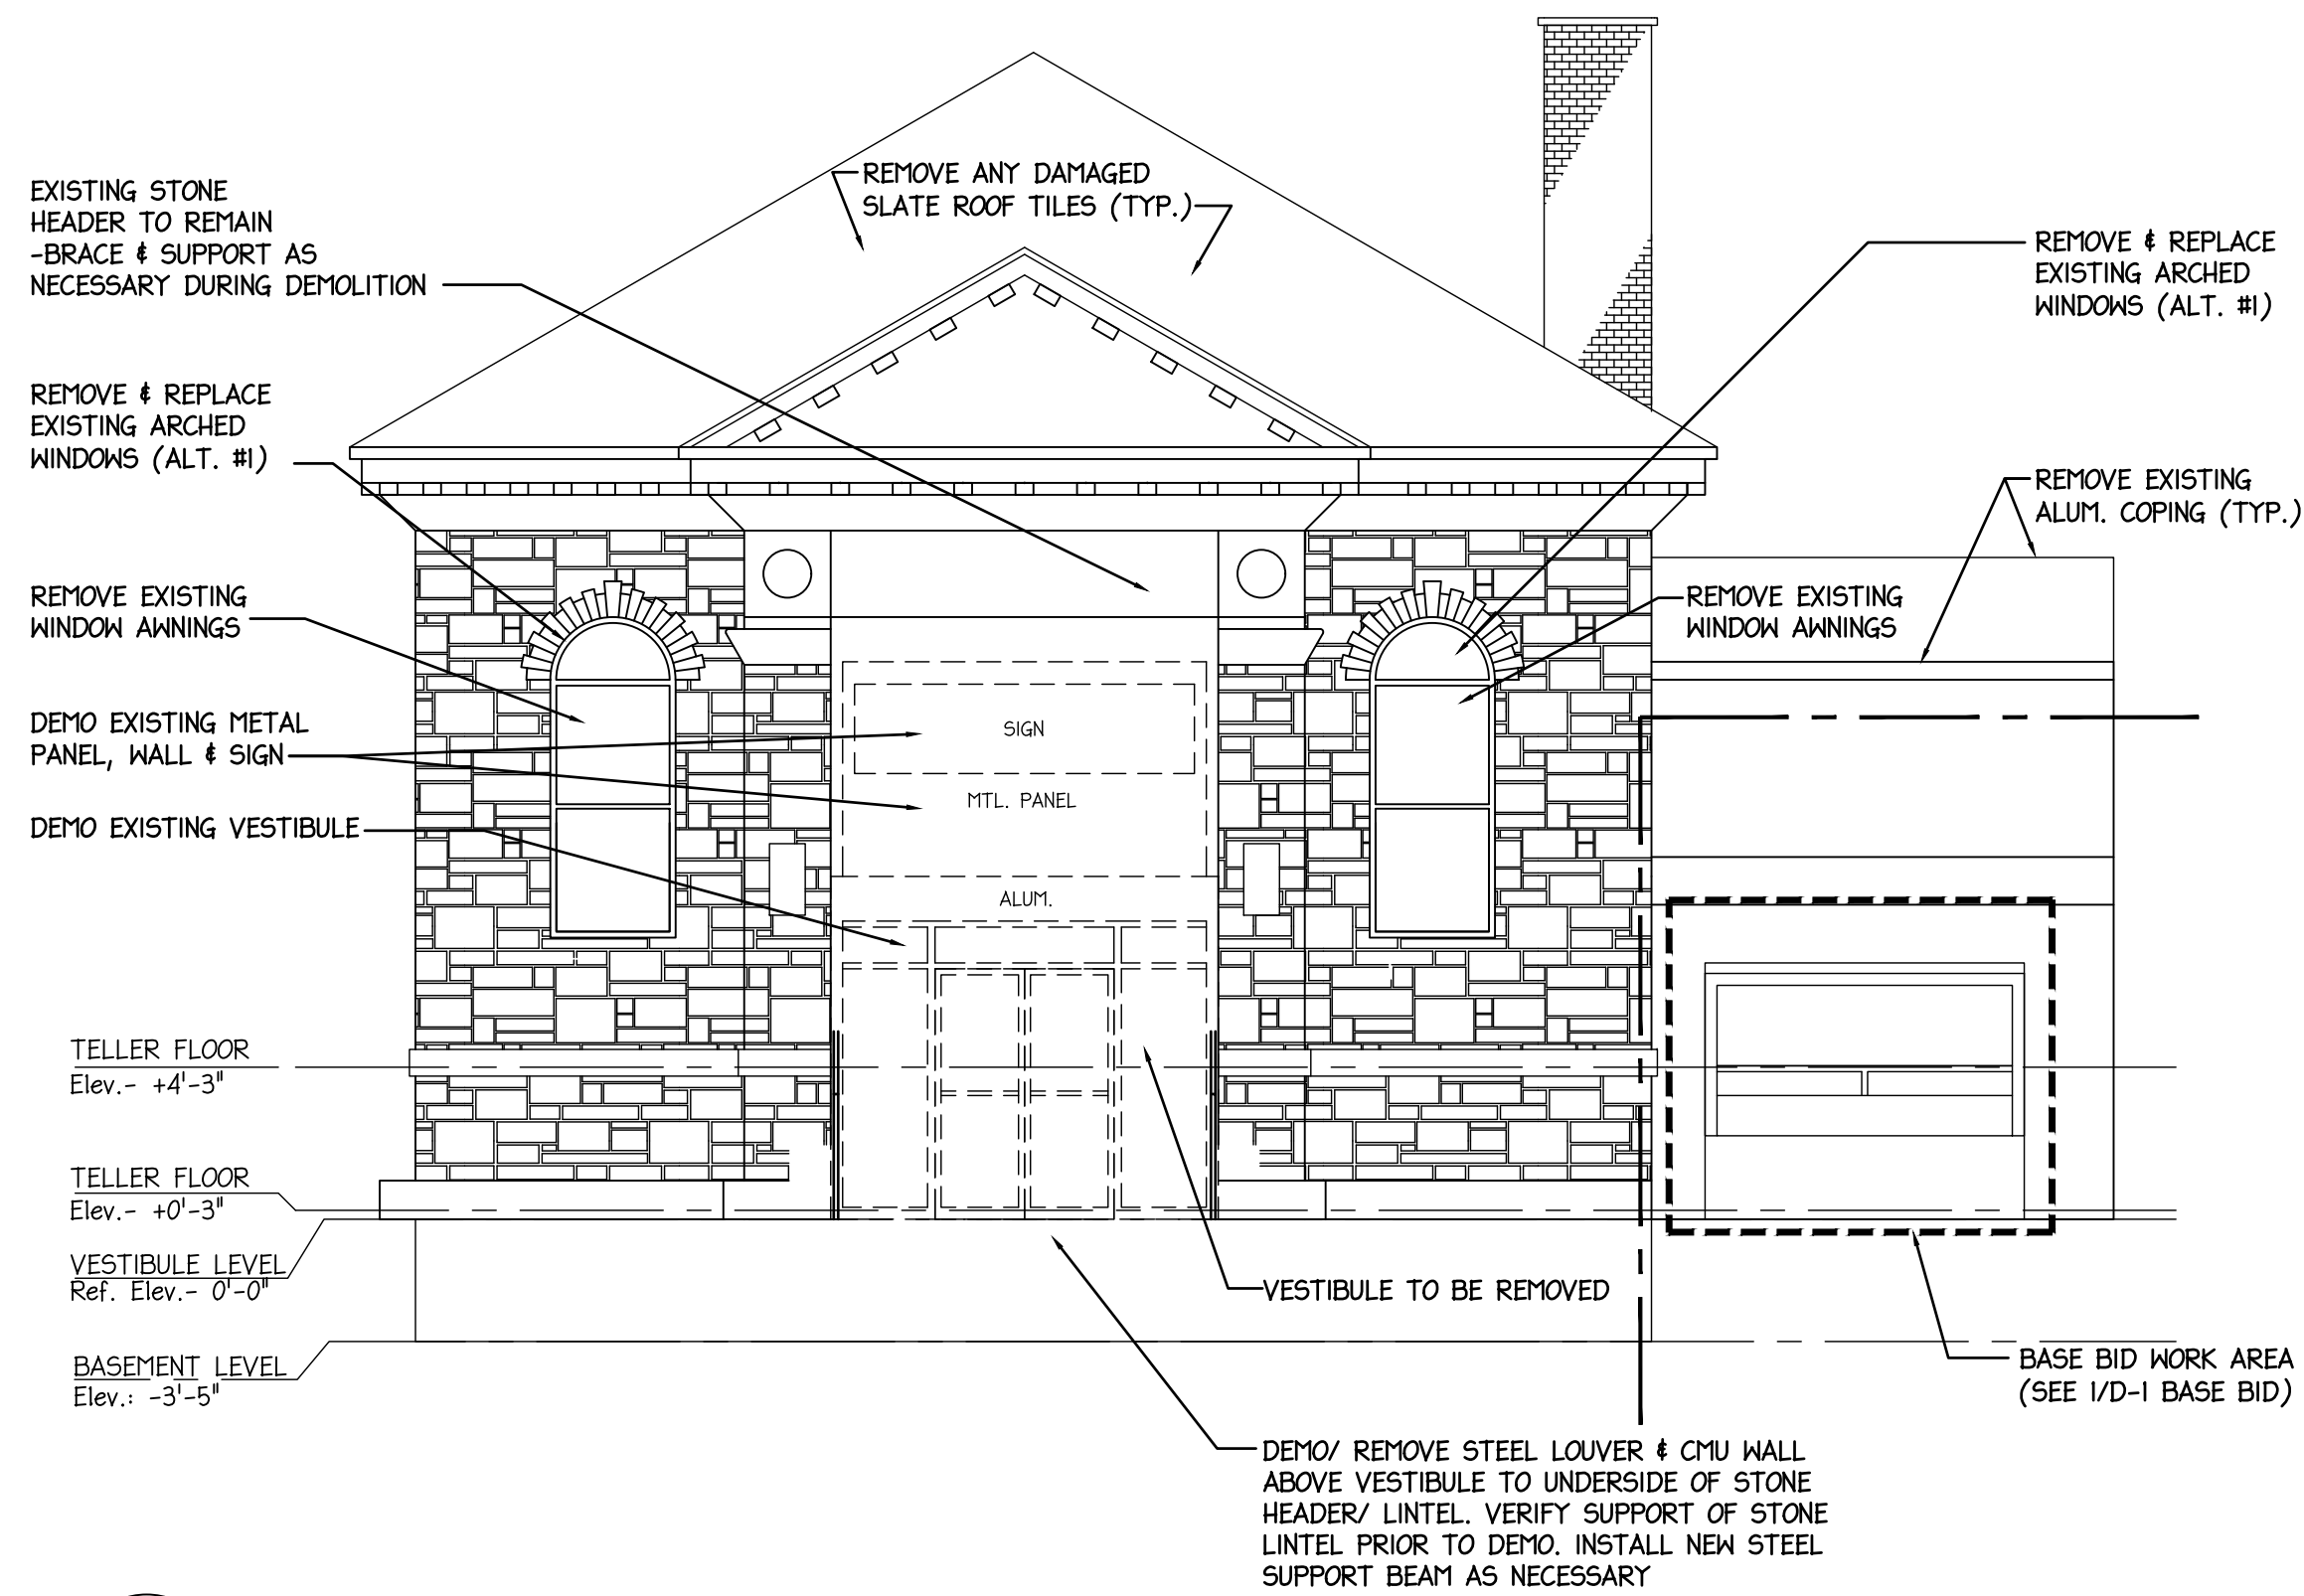 EXISTING STONE
HEADER TO REMAIN
-BRACE & SUPPORT AS
NECESSARY DURING DEMOLITION
REMOVE ANY DAMAGED
SLATE ROOF TILES (TYP.)
REMOVE & REPLACE
EXISTING ARCHED
WINDOWS (ALT. #1)
REMOVE & REPLACE
EXISTING ARCHED
WINDOWS (ALT. #1)
REMOVE EXISTING
ALUM. COPING (TYP.)
REMOVE EXISTING
WINDOW AWNINGS
REMOVE EXISTING
WINDOW AWNINGS
DEMO EXISTING METAL
PANEL, WALL & SIGN
SIGN
MTL. PANEL
DEMO EXISTING VESTIBULE
ALUM.
TELLER FLOOR
Elev.- +4'-3"
TELLER FLOOR
Elev.- +0'-3"
VESTIBULE LEVEL
Ref. Elev.- 0'-0"
BASEMENT LEVEL
Elev.: -3'-5"
VESTIBULE TO BE REMOVED
BASE BID WORK AREA
(SEE 1/D-1 BASE BID)
DEMO/ REMOVE STEEL LOUVER & CMU WALL
ABOVE VESTIBULE TO UNDERSIDE OF STONE
HEADER/ LINTEL. VERIFY SUPPORT OF STONE
LINTEL PRIOR TO DEMO. INSTALL NEW STEEL
SUPPORT BEAM AS NECESSARY